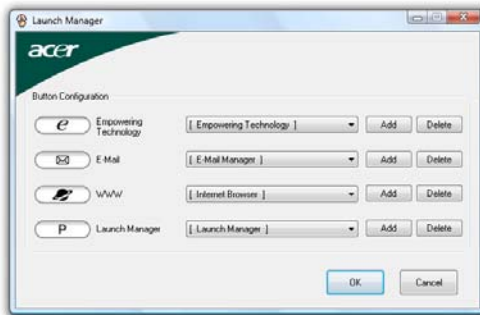 Launch Manager
acer
Button Configuration
e Empowering Technology [ Empowering Technology ] Add Delete
E-Mail [ E-Mail Manager ] Add Delete
WWW [ Internet Browser ] Add Delete
P Launch Manager [ Launch Manager ] Add Delete
OK Cancel